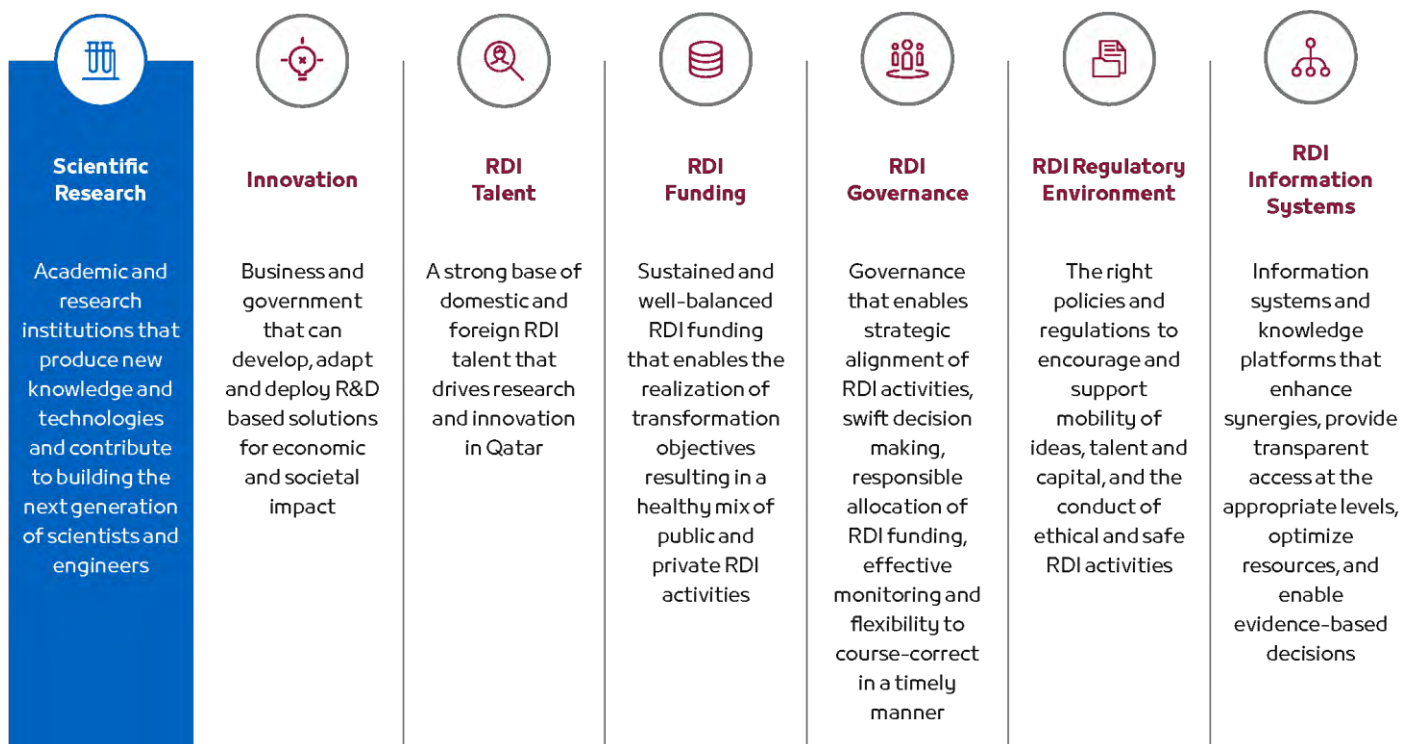 Scientific
Research
Academic and
research
institutions that
produce new
knowledge and
technologies
and contribute
to building the
next generation
of scientists and
engineers
Innovation
Business and
government
that can
develop, adapt
and deploy R&D
based solutions
for economic
and societal
impact
RDI
Talent
A strong base of
domestic and
foreign RDI
talent that
drives research
and innovation
in Qatar
RDI
Funding
Sustained and
well-balanced
RDI funding
that enables the
realization of
transformation
objectives
resulting in a
healthy mix of
public and
private RDI
activities
RDI
Governance
Governance
that enables
strategic
alignment of
RDI activities,
swift decision
making,
responsible
allocation of
RDI funding,
effective
monitoring and
flexibility to
course-correct
in a timely
manner
RDI Regulatory
Environment
The right
policies and
regulations to
encourage and
support
mobility of
ideas, talent and
capital, and the
conduct of
ethical and safe
RDI activities
RDI
Information
Systems
Information
systems and
knowledge
platforms that
enhance
synergies, provide
transparent
access at the
appropriate levels,
optimize
resources, and
enable
evidence-based
decisions